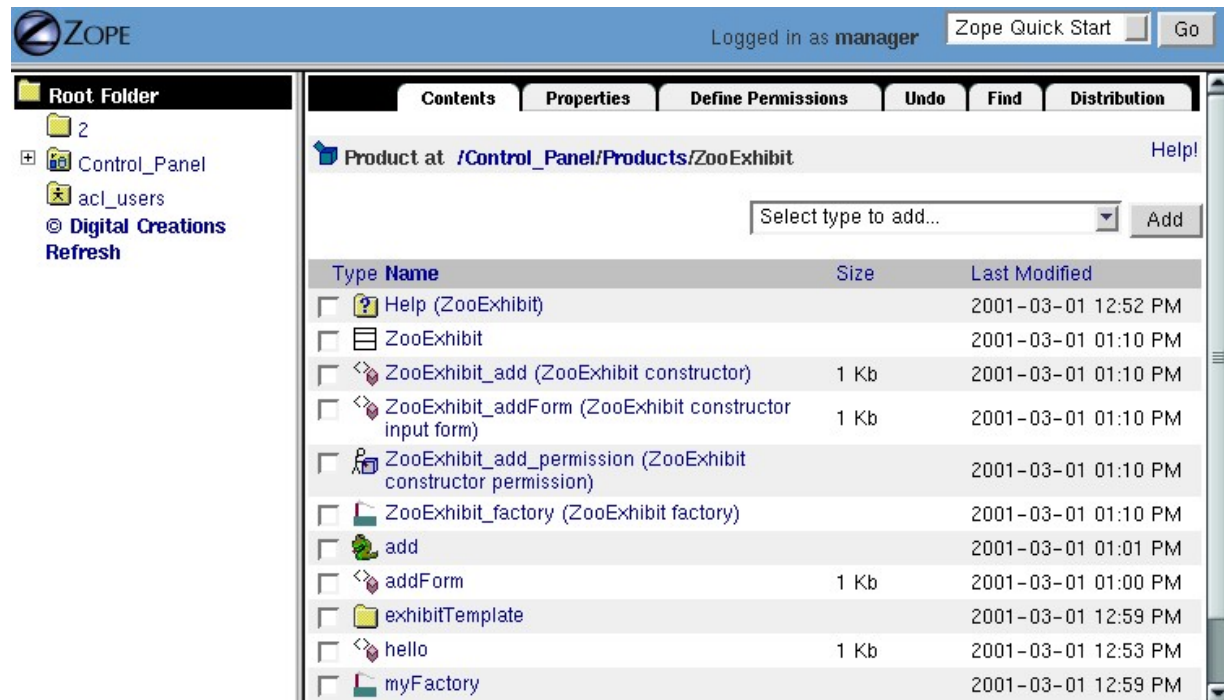 ZOPE
Logged in as manager
Zope Quick Start
Go
Root Folder
2
Control_Panel
acl_users
© Digital Creations
Refresh
Contents Properties Define Permissions Undo Find Distribution
Product at /Control_Panel/Products/ZooExhibit
Help!
Select type to add...
Add
Type Name Size Last Modified
Help (ZooExhibit) 2001-03-01 12:52 PM
ZooExhibit 2001-03-01 01:10 PM
ZooExhibit_add (ZooExhibit constructor) 1 Kb 2001-03-01 01:10 PM
ZooExhibit_addForm (ZooExhibit constructor
input form) 1 Kb 2001-03-01 01:10 PM
ZooExhibit_add_permission (ZooExhibit
constructor permission) 2001-03-01 01:10 PM
ZooExhibit_factory (ZooExhibit factory) 2001-03-01 01:10 PM
add 2001-03-01 01:01 PM
addForm 1 Kb 2001-03-01 01:00 PM
exhibitTemplate 2001-03-01 12:59 PM
hello 1 Kb 2001-03-01 12:53 PM
myFactory 2001-03-01 12:59 PM